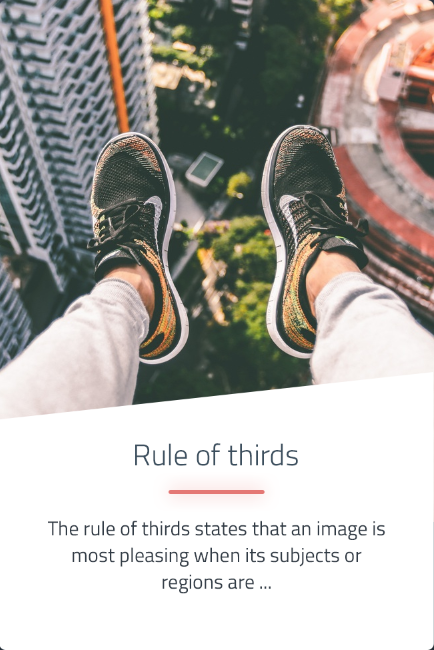 Rule of thirds
The rule of thirds states that an image is
most pleasing when its subjects or
regions are ...